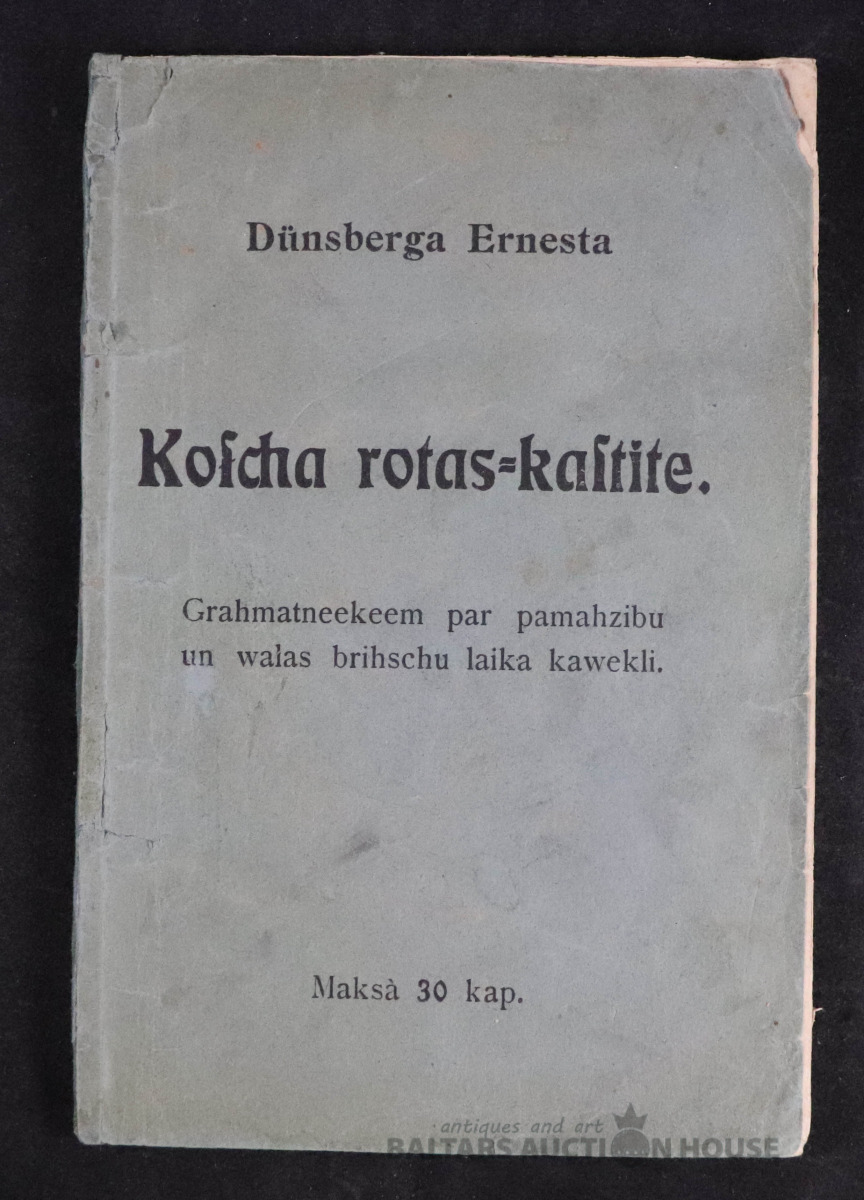 Dünsberga Ernesta
Koſcha rotas=kaſtite.
Grahmatneekeem par pamahzibu
un wałas brihschu laika kawekli.
Maksà 30 kap.
antiques and art
BALTARS AUCTION HOUSE